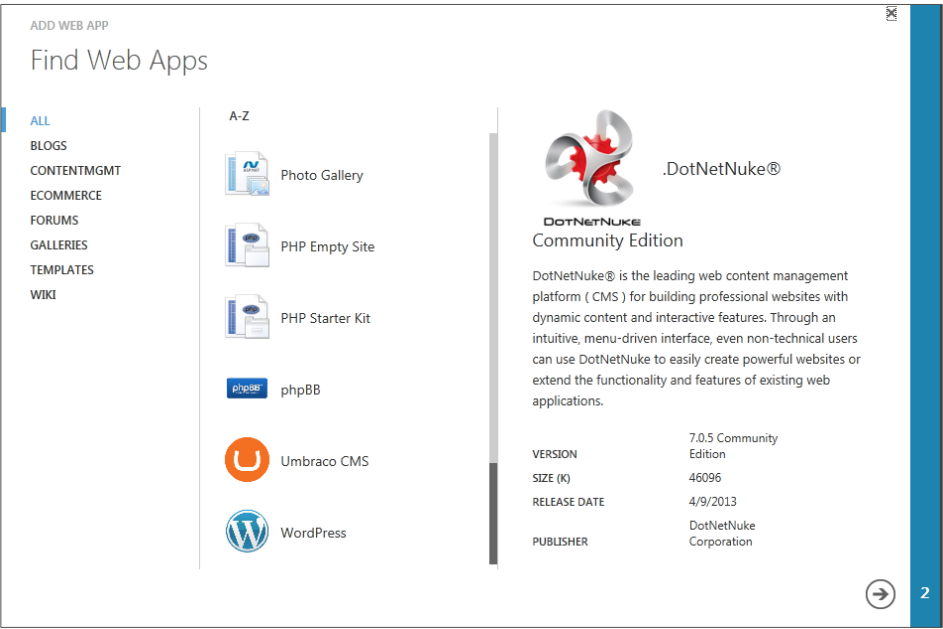 ADD WEB APP
Find Web Apps
ALL
BLOGS
CONTENTMGMT
ECOMMERCE
FORUMS
GALLERIES
TEMPLATES
WIKI
A-Z
Photo Gallery
PHP Empty Site
PHP Starter Kit
phpBB
phpBB
Umbraco CMS
WordPress
DOTNETNUKE
.DotNetNuke®
Community Edition
DotNetNuke® is the leading web content management
platform ( CMS ) for building professional websites with
dynamic content and interactive features. Through an
intuitive, menu-driven interface, even non-technical users
can use DotNetNuke to easily create powerful websites or
extend the functionality and features of existing web
applications.
VERSION 7.0.5 Community
Edition
SIZE (K) 46096
RELEASE DATE 4/9/2013
PUBLISHER DotNetNuke
Corporation
2